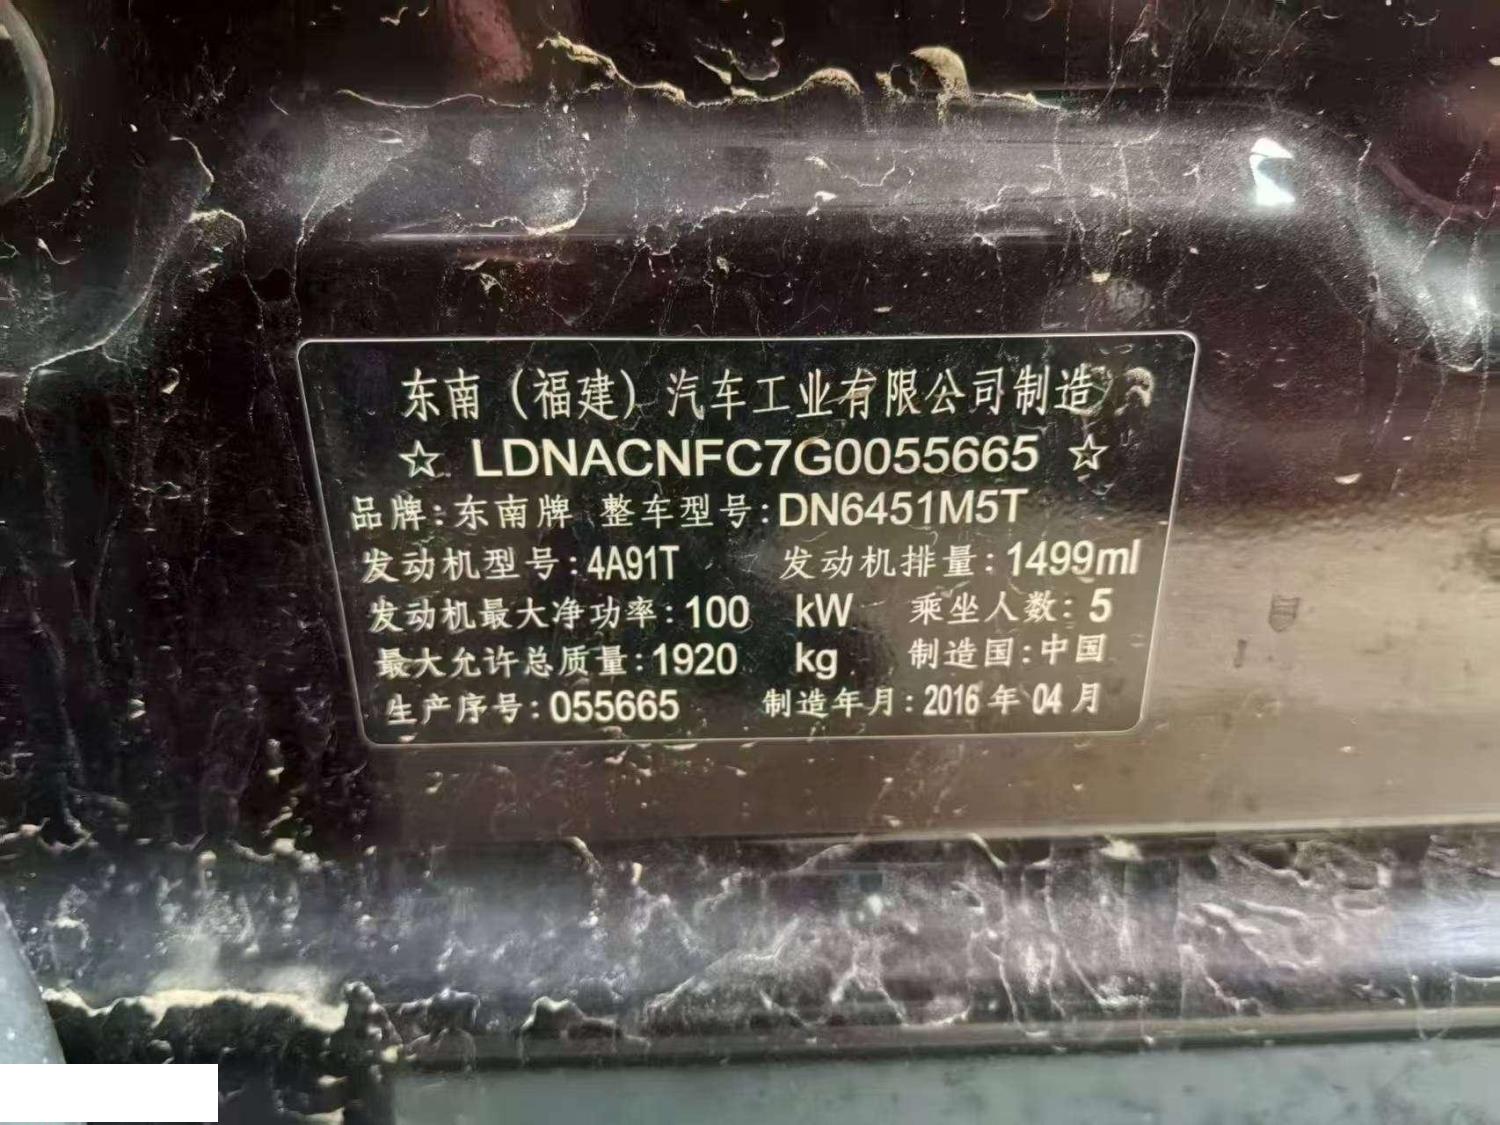 东南（福建）汽车工业有限公司制造
☆ LDNACNFC7G0055665 ☆
品牌:东南牌 整车型号:DN6451M5T
发动机型号:4A91T 发动机排量:1499ml
发动机最大净功率:100 kW 乘坐人数:5
最大允许总质量:1920 kg 制造国:中国
生产序号:055665 制造年月:2016年04月